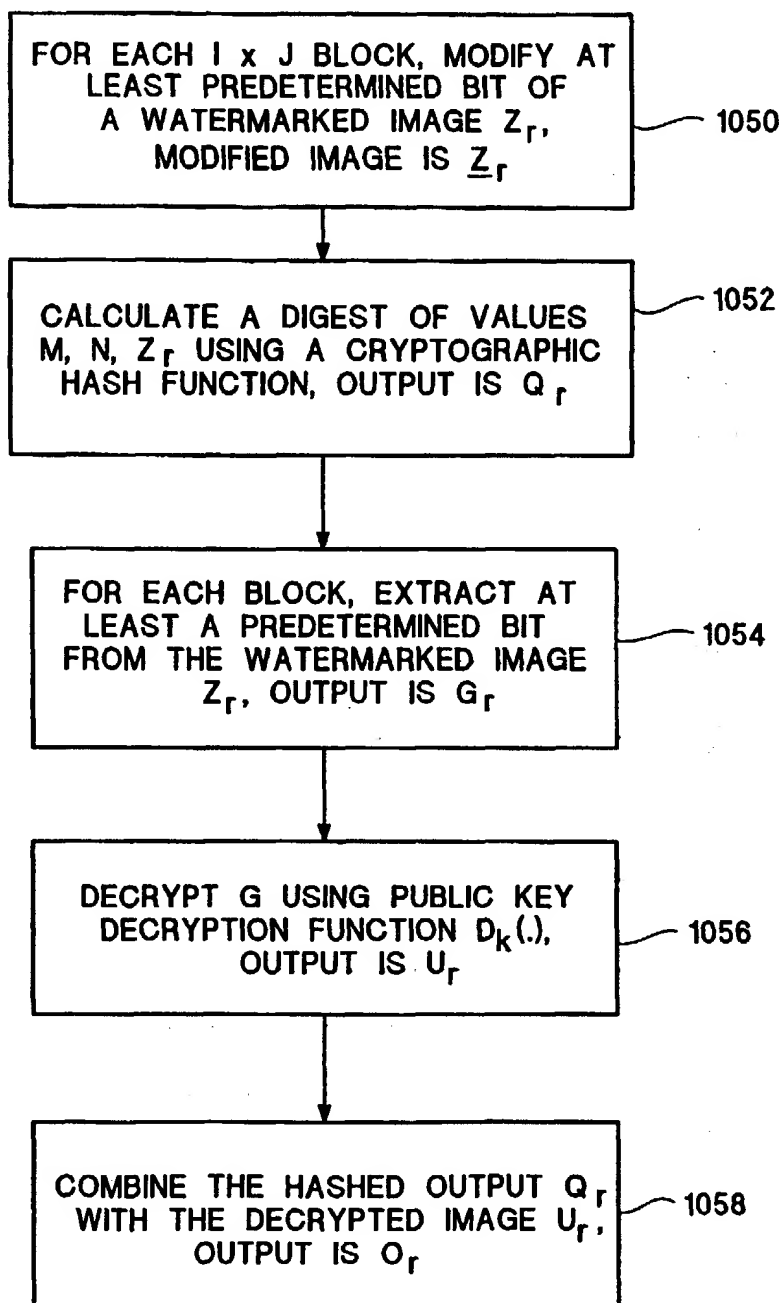 FOR EACH I x J BLOCK, MODIFY AT
LEAST PREDETERMINED BIT OF
A WATERMARKED IMAGE Zr,
MODIFIED IMAGE IS Zr
1050
CALCULATE A DIGEST OF VALUES
M, N, Zr USING A CRYPTOGRAPHIC
HASH FUNCTION, OUTPUT IS Qr
1052
FOR EACH BLOCK, EXTRACT AT
LEAST A PREDETERMINED BIT
FROM THE WATERMARKED IMAGE
Zr, OUTPUT IS Gr
1054
DECRYPT G USING PUBLIC KEY
DECRYPTION FUNCTION Dk(.),
OUTPUT IS Ur
1056
COMBINE THE HASHED OUTPUT Qr
WITH THE DECRYPTED IMAGE Ur,
OUTPUT IS Or
1058